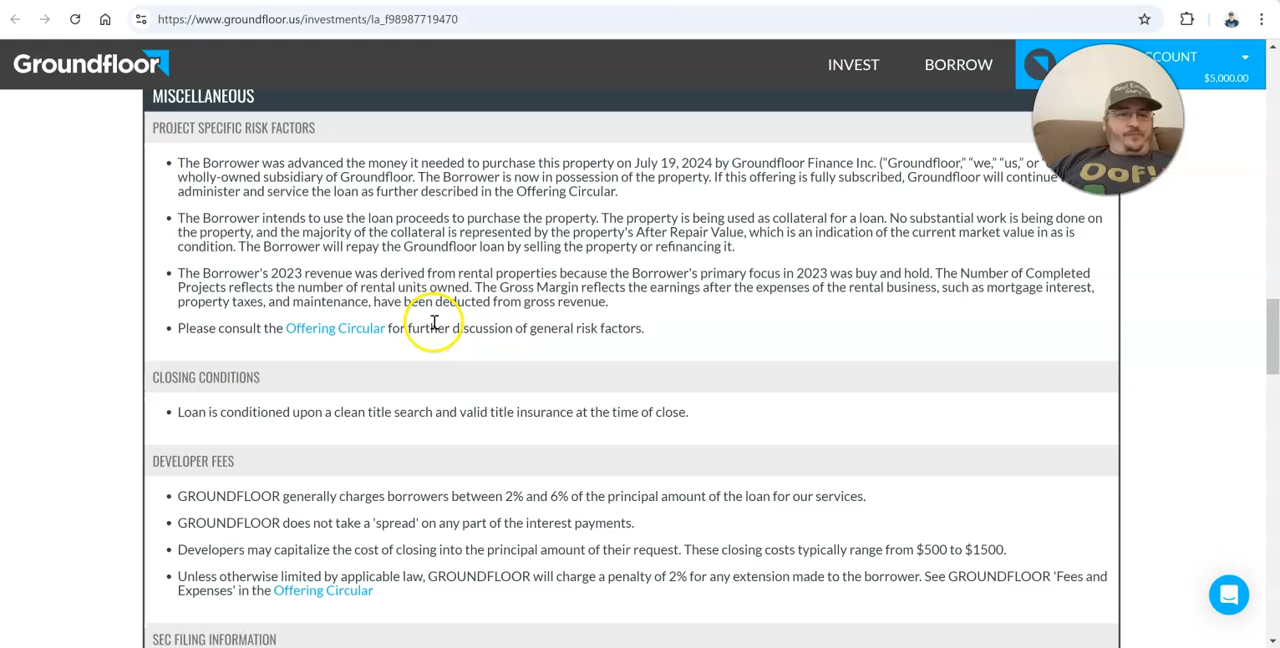 https://www.groundfloor.us/investments/la_f98987719470
Groundfloor
INVEST
BORROW
CCOUNT
$5,000.00
MISCELLANEOUS
PROJECT SPECIFIC RISK FACTORS
• The Borrower was advanced the money it needed to purchase this property on July 19, 2024 by Groundfloor Finance Inc. (“Groundfloor,” “we,” “us,” or
wholly-owned subsidiary of Groundfloor. The Borrower is now in possession of the property. If this offering is fully subscribed, Groundfloor will continue
administer and service the loan as further described in the Offering Circular.
• The Borrower intends to use the loan proceeds to purchase the property. The property is being used as collateral for a loan. No substantial work is being done on
the property, and the majority of the collateral is represented by the property's After Repair Value, which is an indication of the current market value in as is
condition. The Borrower will repay the Groundfloor loan by selling the property or refinancing it.
• The Borrower's 2023 revenue was derived from rental properties because the Borrower's primary focus in 2023 was buy and hold. The Number of Completed
Projects reflects the number of rental units owned. The Gross Margin reflects the earnings after the expenses of the rental business, such as mortgage interest,
property taxes, and maintenance, have been deducted from gross revenue.
• Please consult the Offering Circular for further discussion of general risk factors.
CLOSING CONDITIONS
• Loan is conditioned upon a clean title search and valid title insurance at the time of close.
DEVELOPER FEES
• GROUNDFLOOR generally charges borrowers between 2% and 6% of the principal amount of the loan for our services.
• GROUNDFLOOR does not take a 'spread' on any part of the interest payments.
• Developers may capitalize the cost of closing into the principal amount of their request. These closing costs typically range from $500 to $1500.
• Unless otherwise limited by applicable law, GROUNDFLOOR will charge a penalty of 2% for any extension made to the borrower. See GROUNDFLOOR 'Fees and
Expenses' in the Offering Circular
SEC FILING INFORMATION
OOF!